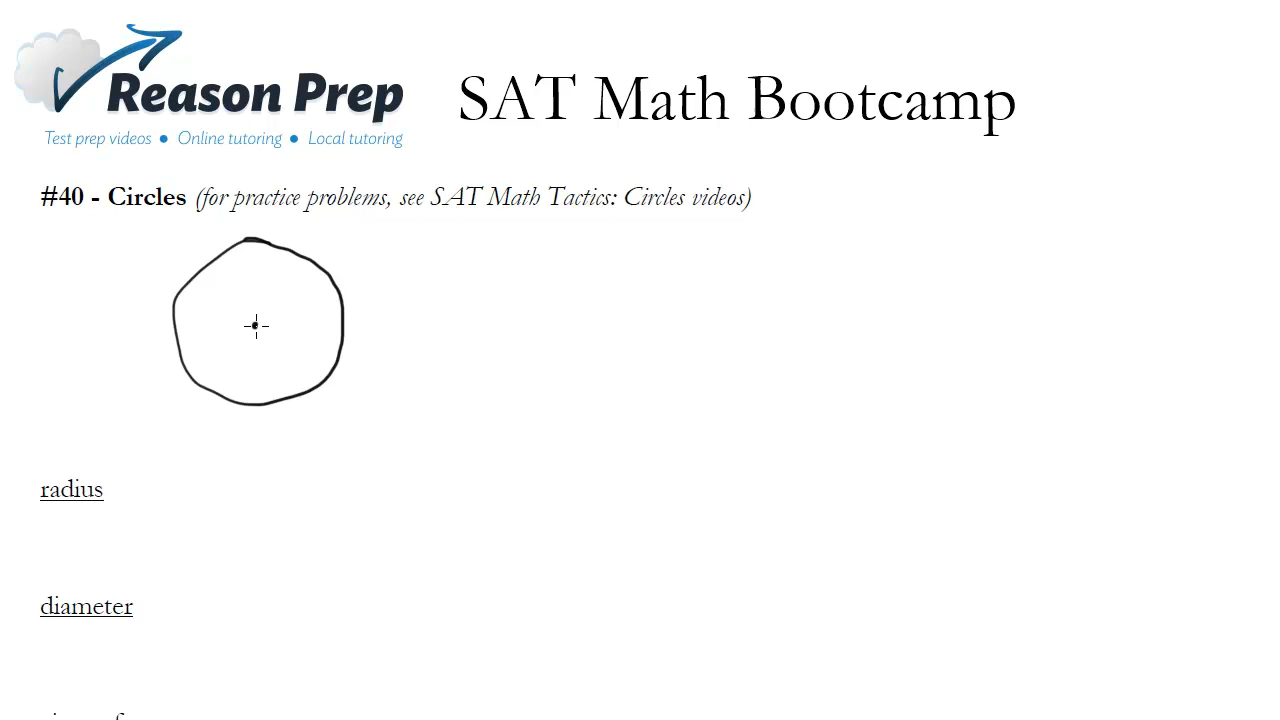 Reason Prep
Test prep videos ● Online tutoring ● Local tutoring
SAT Math Bootcamp
#40 - Circles (for practice problems, see SAT Math Tactics: Circles videos)
radius
diameter